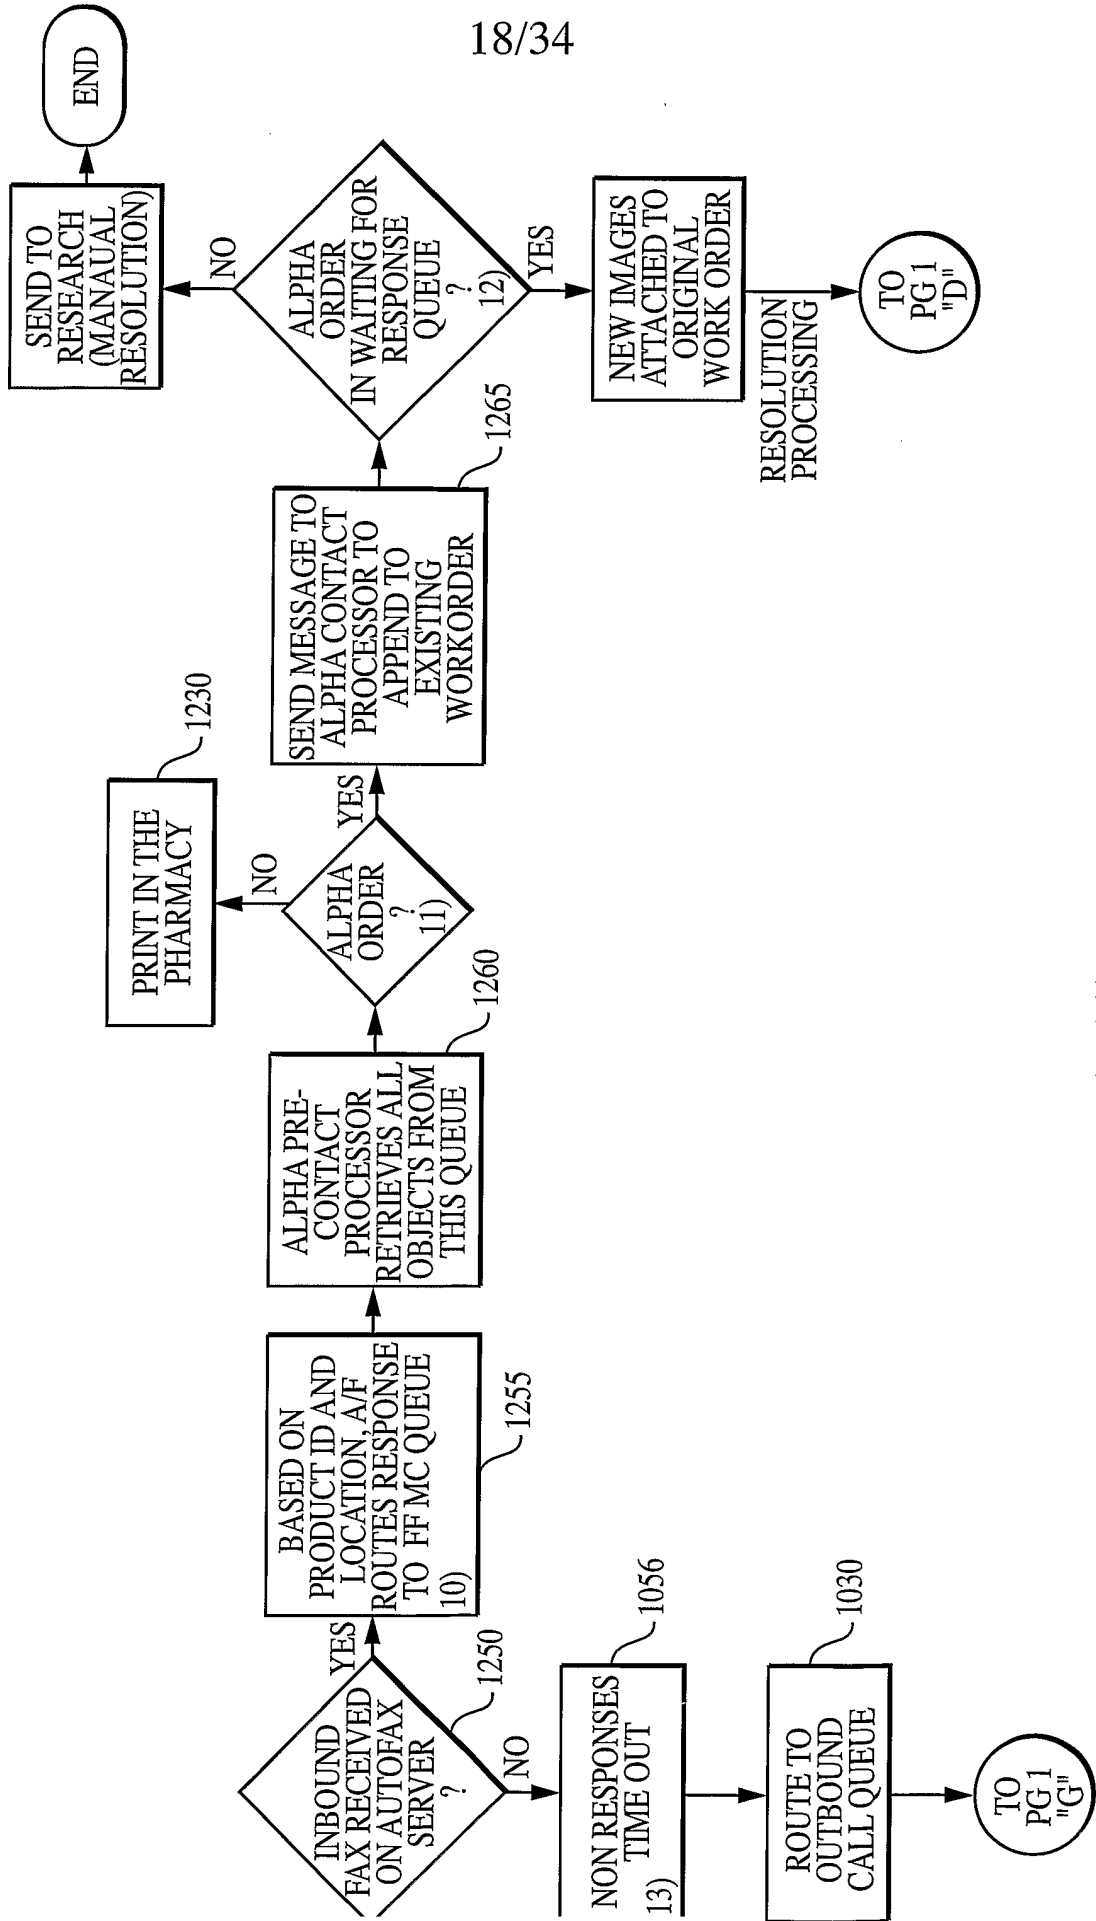 18/34
INBOUND
FAX RECEIVED
ON AUTOFAX
SERVER
?
1250
YES
NO
BASED ON
PRODUCT ID AND
LOCATION, A/F
ROUTES RESPONSE
TO FF MC QUEUE
10)
1255
ALPHA PRE-
CONTACT
PROCESSOR
RETRIEVES ALL
OBJECTS FROM
THIS QUEUE
1260
ALPHA
ORDER
?
11)
NO
YES
PRINT IN THE
PHARMACY
1230
SEND MESSAGE TO
ALPHA CONTACT
PROCESSOR TO
APPEND TO
EXISTING
WORKORDER
1265
ALPHA
ORDER
IN WAITING FOR
RESPONSE
QUEUE
?
12)
NO
YES
SEND TO
RESEARCH
(MANAUAL
RESOLUTION)
END
NEW IMAGES
ATTACHED TO
ORIGINAL
WORK ORDER
RESOLUTION
PROCESSING
TO
PG 1
"D"
NON RESPONSES
TIME OUT
13)
1056
ROUTE TO
OUTBOUND
CALL QUEUE
1030
TO
PG 1
"G"